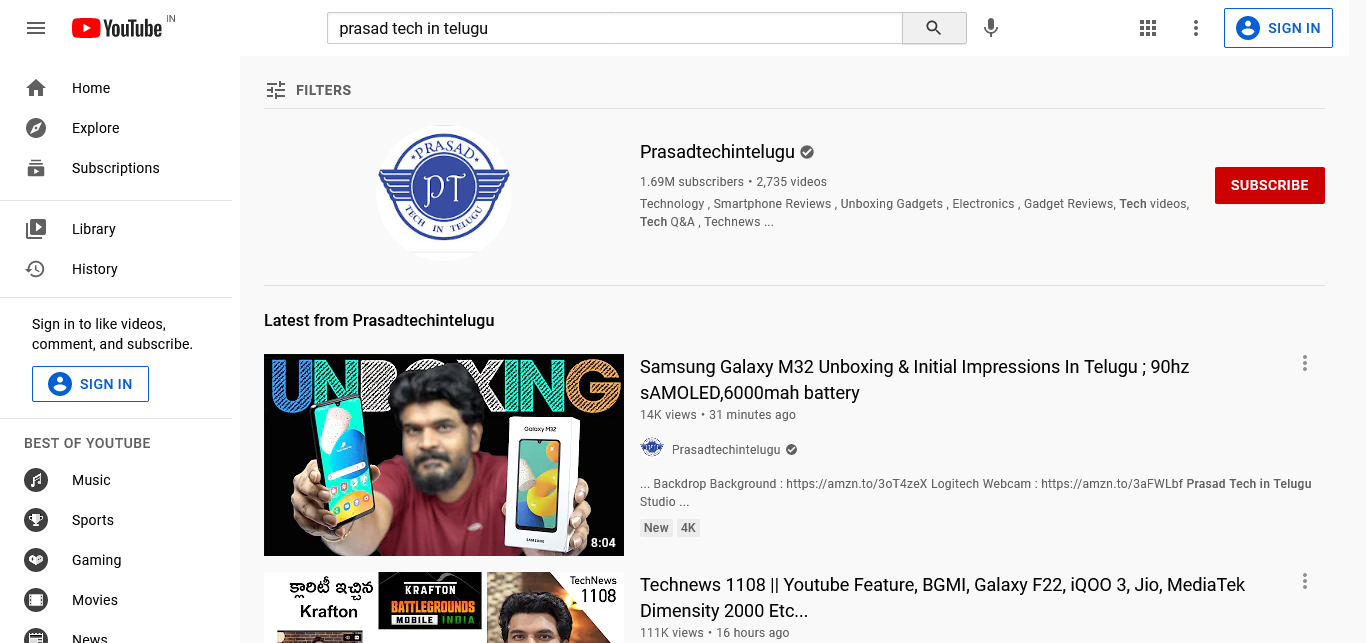 YouTube IN
prasad tech in telugu
SIGN IN
Home
Explore
Subscriptions
Library
History
Sign in to like videos,
comment, and subscribe.
SIGN IN
BEST OF YOUTUBE
Music
Sports
Gaming
Movies
News
FILTERS
PRASAD
PT
TECH IN TELUGU
Prasadtechintelugu
1.69M subscribers • 2,735 videos
Technology , Smartphone Reviews , Unboxing Gadgets , Electronics , Gadget Reviews, Tech videos,
Tech Q&A , Technews ...
SUBSCRIBE
Latest from Prasadtechintelugu
UNBOXING
Galaxy M32
SAMSUNG
8:04
Samsung Galaxy M32 Unboxing & Initial Impressions In Telugu ; 90hz
sAMOLED,6000mah battery
14K views • 31 minutes ago
Prasadtechintelugu
... Backdrop Background : https://amzn.to/3oT4zeX Logitech Webcam : https://amzn.to/3aFWLbf Prasad Tech in Telugu
Studio ...
New 4K
క్లారిటీ ఇచ్చిన
Krafton
KRAFTON
BATTLEGROUNDS
MOBILE INDIA
TechNews
1108
Technews 1108 || Youtube Feature, BGMI, Galaxy F22, iQOO 3, Jio, MediaTek
Dimensity 2000 Etc...
111K views • 16 hours ago